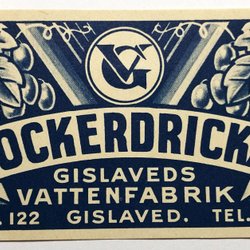 VG
OCKERDRICK
GISLAVEDS
VATTENFABRIK
. 122 GISLAVED. TEL